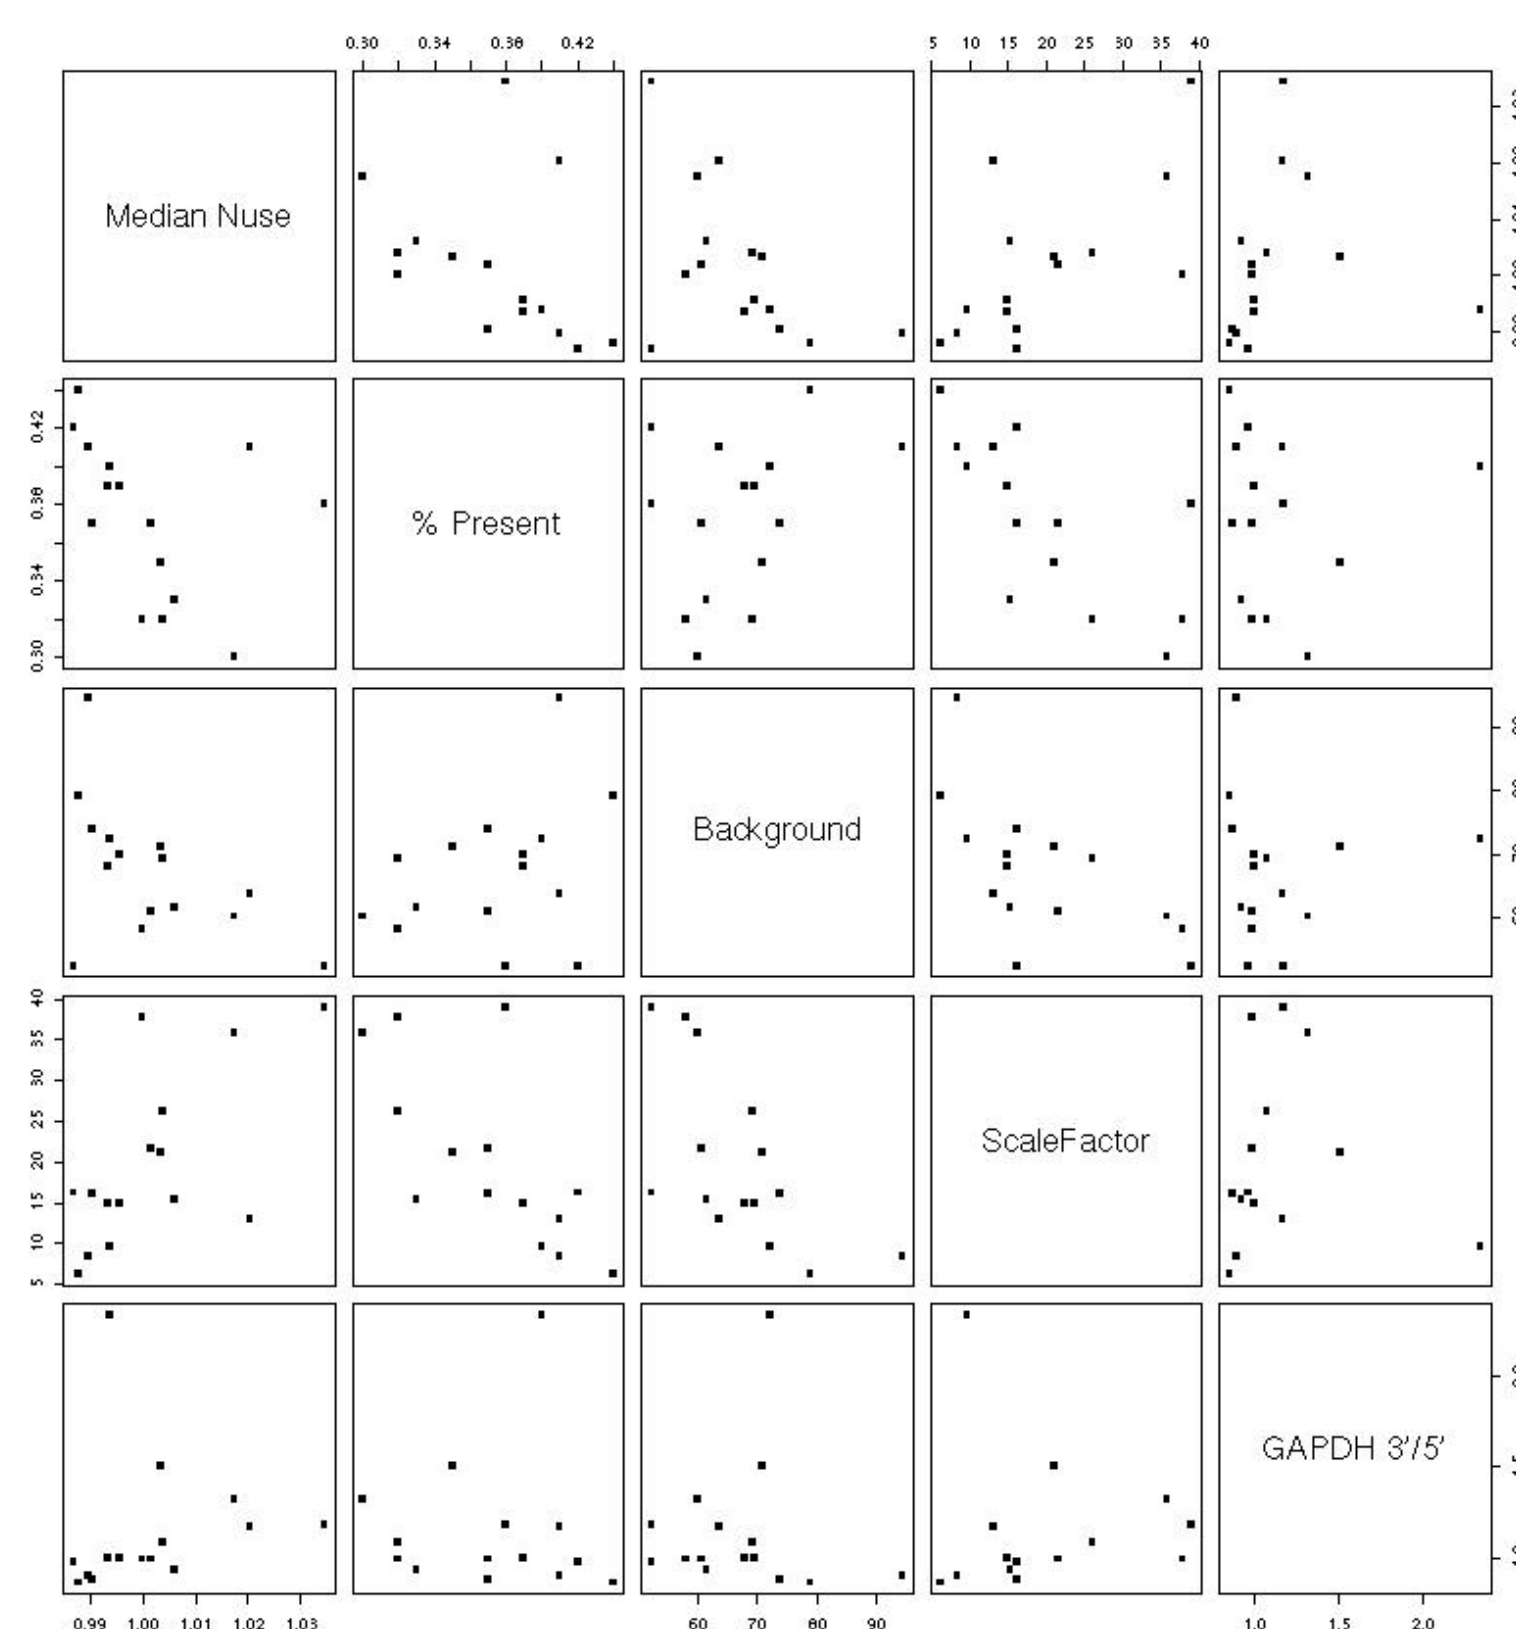 0.30 0.34 0.38 0.42 5 10 15 20 25 30 35 40
Median Nuse
0.30 0.34 0.38 0.42
% Present
Background
5 10 15 20 25 30 35 40
ScaleFactor
GAPDH 3'/5'
0.99 1.00 1.01 1.02 1.03 60 70 80 90 1.0 1.5 2.0